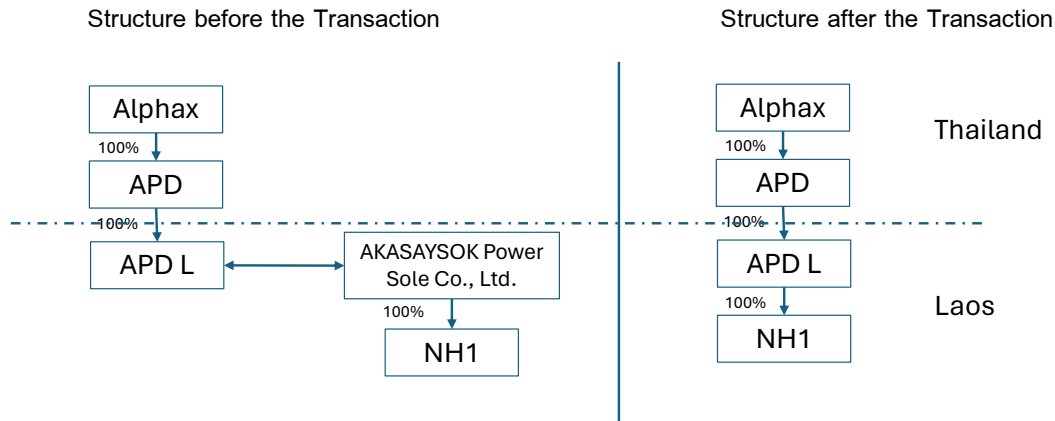 Structure before the Transaction
Structure after the Transaction
Alphax
100%
APD
100%
APD L
AKASAYSOK Power
Sole Co., Ltd.
100%
NH1
Alphax
100%
APD
100%
APD L
100%
NH1
Thailand
Laos